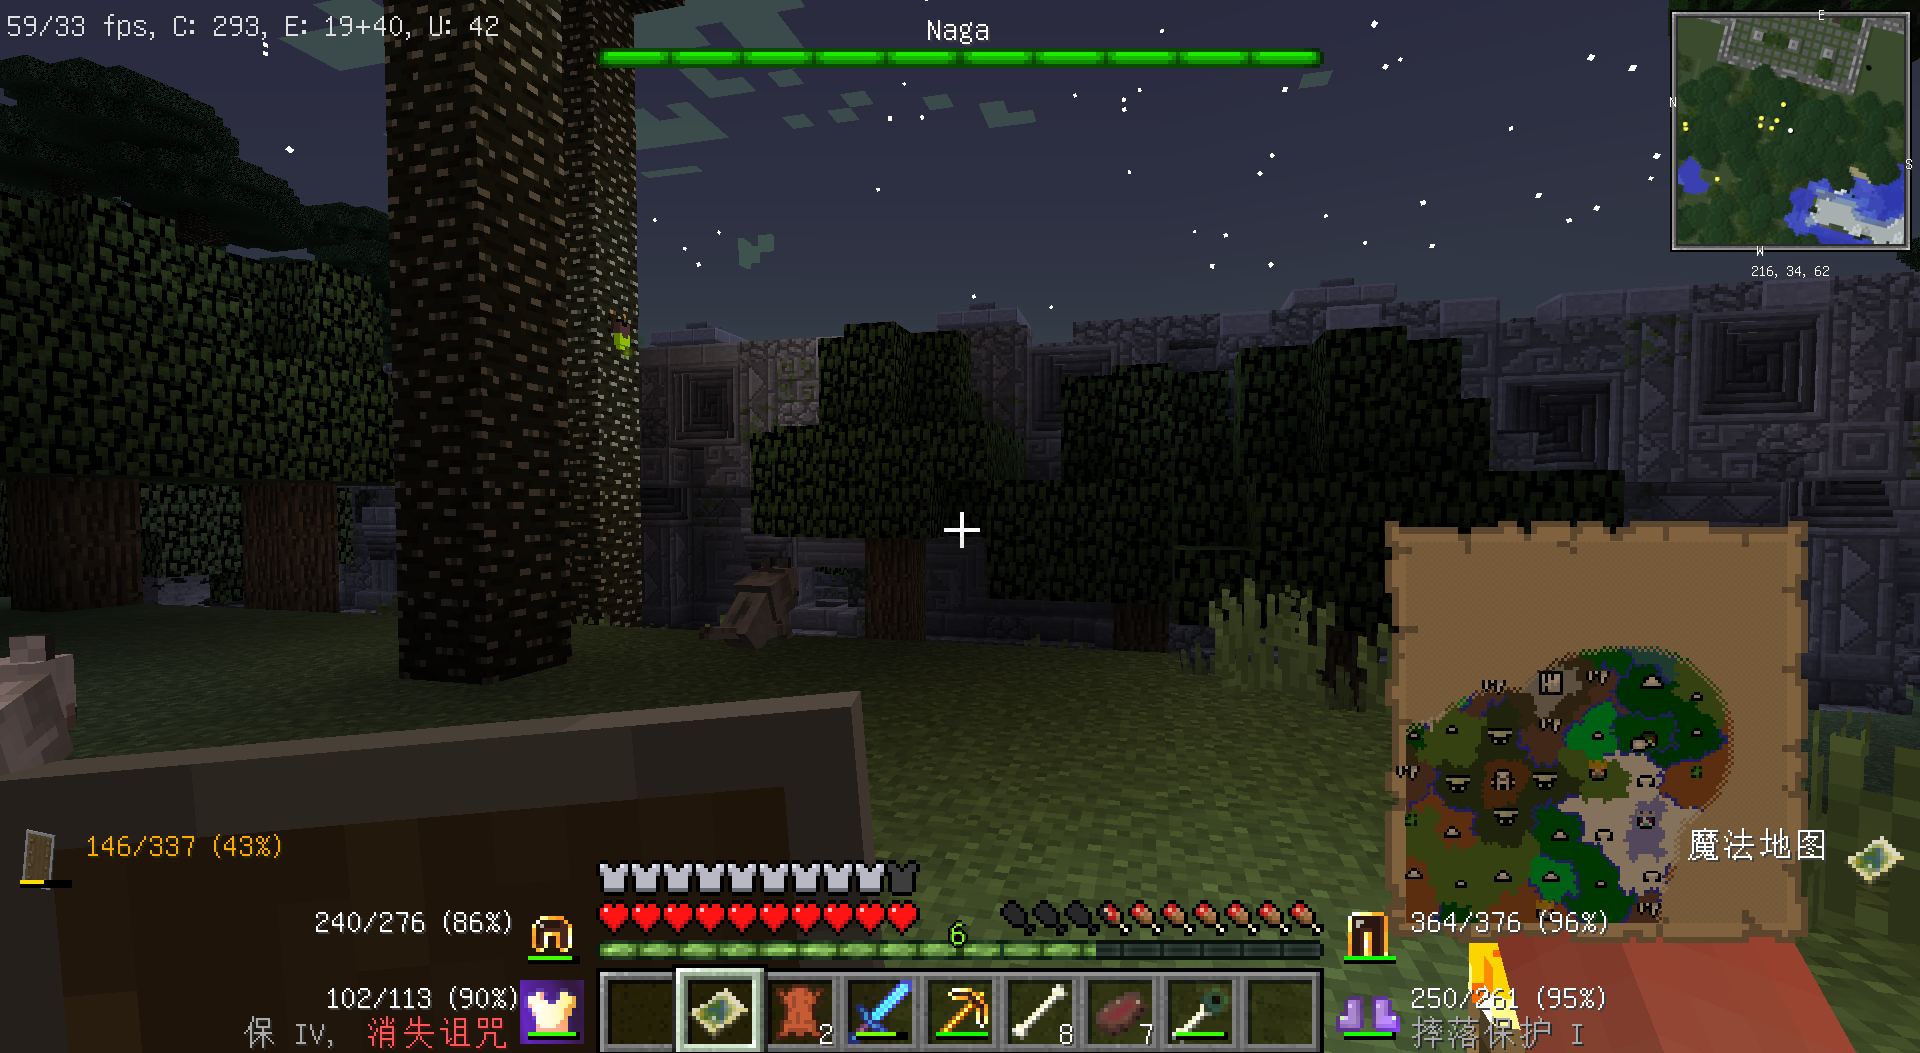 59/33 fps, C: 293, E: 19+40, U: 42
Naga
E
N
S
W
216, 34, 62
魔法地图
146/337 (43%)
240/276 (86%)
6
364/376 (96%)
102/113 (90%)
250/261 (95%)
保 IV, 消失诅咒
2
8
7
摔落保护 I